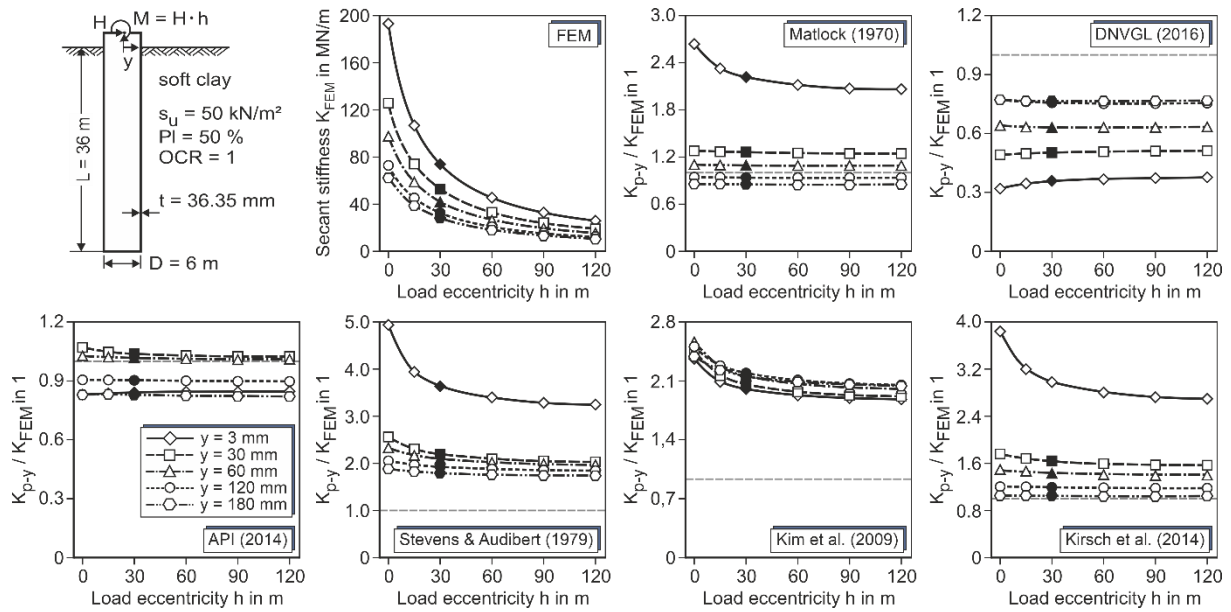 H
M = H·h
y
soft clay
s_u = 50 kN/m²
PI = 50 %
OCR = 1
L = 36 m
t = 36.35 mm
D = 6 m
Secant stiffness K_FEM in MN/m
200
160
120
80
40
0
FEM
0 30 60 90 120
Load eccentricity h in m
K_p-y / K_FEM in 1
3.0
2.4
1.8
1.2
0.6
0
Matlock (1970)
0 30 60 90 120
Load eccentricity h in m
K_p-y / K_FEM in 1
1.2
0.9
0.6
0.3
0
DNVGL (2016)
0 30 60 90 120
Load eccentricity h in m
K_p-y / K_FEM in 1
1.2
0.9
0.6
0.3
0
y = 3 mm
y = 30 mm
y = 60 mm
y = 120 mm
y = 180 mm
API (2014)
0 30 60 90 120
Load eccentricity h in m
K_p-y / K_FEM in 1
5.0
4.0
3.0
2.0
1.0
0
Stevens & Audibert (1979)
0 30 60 90 120
Load eccentricity h in m
K_p-y / K_FEM in 1
2.8
2.1
1.4
0,7
0
Kim et al. (2009)
0 30 60 90 120
Load eccentricity h in m
K_p-y / K_FEM in 1
4.0
3.2
2.4
1.6
1.0
0.8
0
Kirsch et al. (2014)
0 30 60 90 120
Load eccentricity h in m